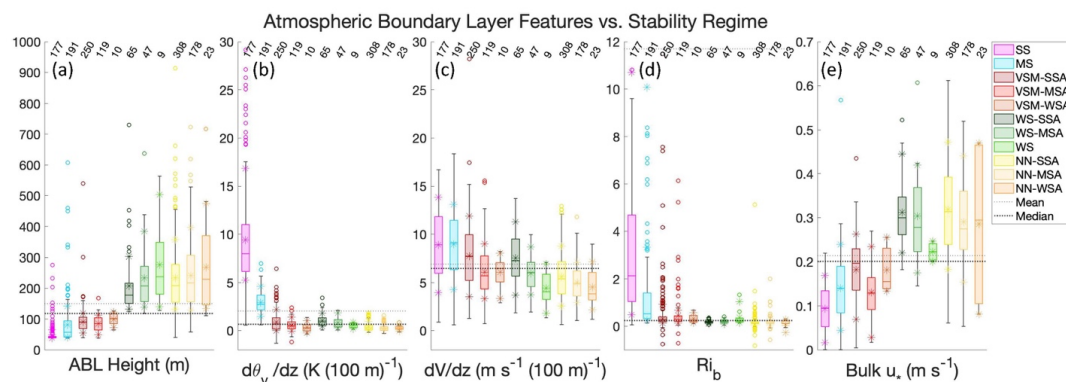 Atmospheric Boundary Layer Features vs. Stability Regime
177 191 250 119 10 65 47 9 308 178 23
177 191 250 119 10 65 47 9 308 178 23
177 191 250 119 10 65 47 9 308 178 23
177 191 250 119 10 65 47 9 308 178 23
177 191 250 119 10 65 47 9 308 178 23
(a) (b) (c) (d) (e)
1000
900
800
700
600
500
400
300
200
100
0
30
25
20
15
10
5
0
30
25
20
15
10
5
0
12
10
8
6
4
2
0
0.7
0.6
0.5
0.4
0.3
0.2
0.1
0
ABL Height (m)
dθv /dz (K (100 m)-1)
dV/dz (m s-1 (100 m)-1)
Rib
Bulk u* (m s-1)
SS
MS
VSM-SSA
VSM-MSA
VSM-WSA
WS-SSA
WS-MSA
WS
NN-SSA
NN-MSA
NN-WSA
Mean
Median